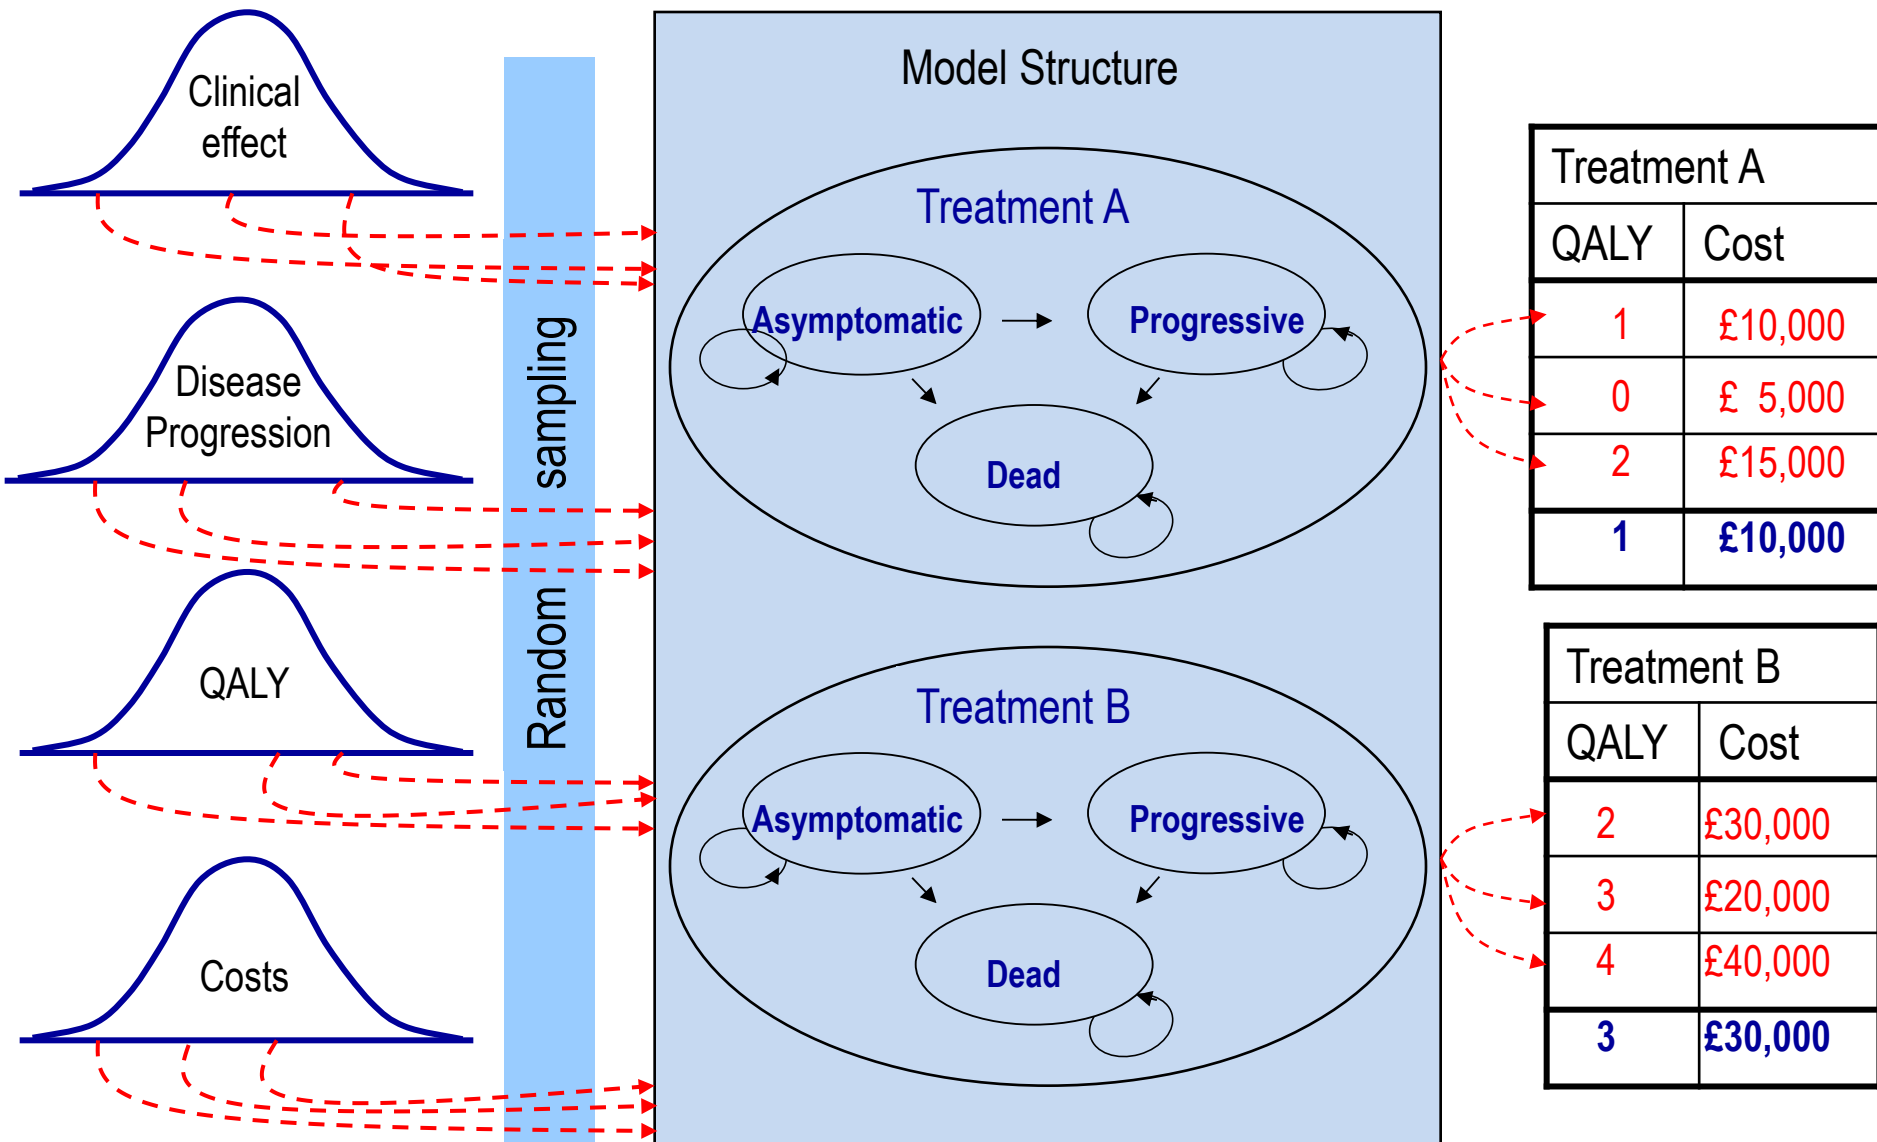 Clinical
effect
Disease
Progression
QALY
Costs
Random sampling
Model Structure
Treatment A
Asymptomatic
Progressive
Dead
Treatment B
Asymptomatic
Progressive
Dead
Treatment A
QALY Cost
1 £10,000
0 £ 5,000
2 £15,000
1 £10,000
Treatment B
QALY Cost
2 £30,000
3 £20,000
4 £40,000
3 £30,000